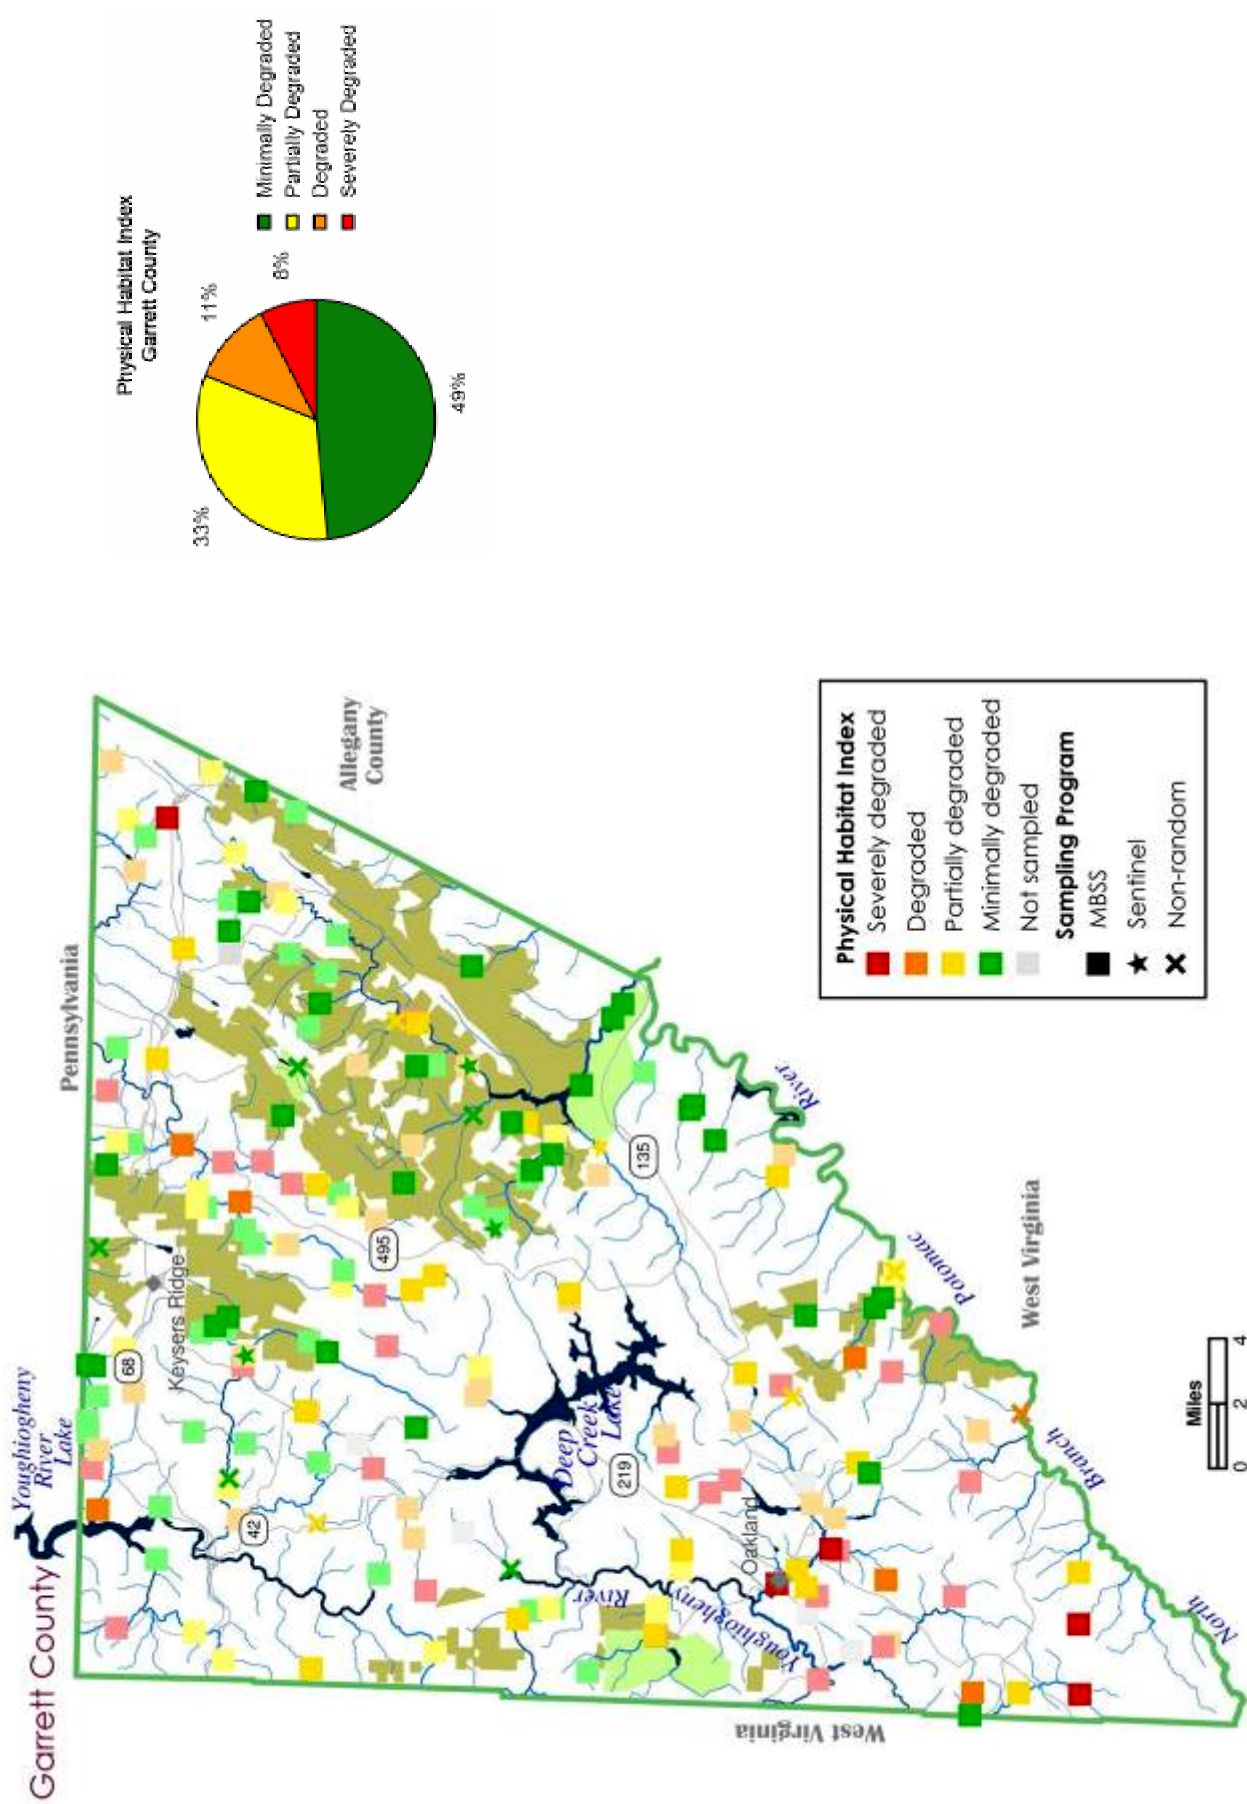 Garrett County
Youghiogheny
River
Lake
Pennsylvania
68
Keysers Ridge
42
495
Allegany
County
Deep
Creek
Lake
219
135
Oakland
Youghiogheny
River
West Virginia
River
Potomac
West Virginia
Branch
North
Physical Habitat Index
Severely degraded
Degraded
Partially degraded
Minimally degraded
Not sampled
Sampling Program
MBSS
Sentinel
Non-random
Miles
0 2 4
Physical Habitat Index
Garrett County
33%
11%
8%
49%
Minimally Degraded
Partially Degraded
Degraded
Severely Degraded